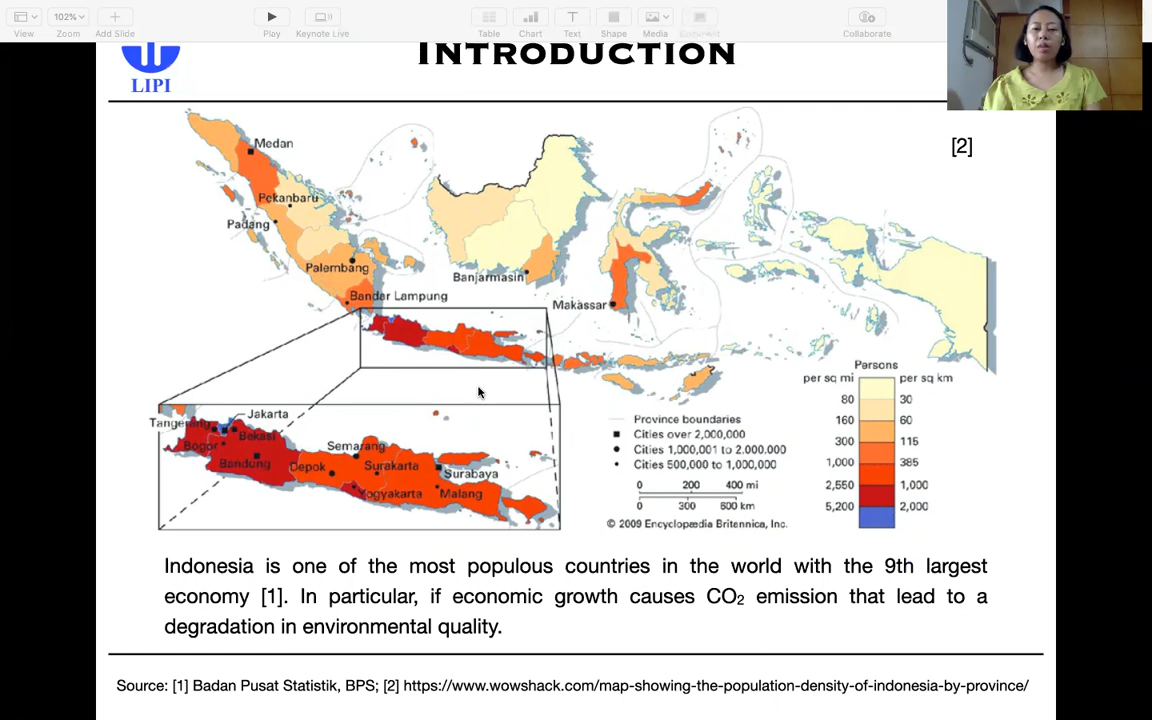 102%
View
Zoom
Add Slide
Play
Keynote Live
Table
Chart
Text
Shape
Media
Comment
Collaborate
INTRODUCTION
LIPI
[2]
Medan
Pekanbaru
Padang
Palembang
Bandar Lampung
Banjarmasin
Makassar
Jakarta
Tangerang
Bekasi
Bogor
Bandung
Depok
Semarang
Surakarta
Surabaya
Yogyakarta
Malang
Province boundaries
Cities over 2,000,000
Cities 1,000,001 to 2.000.000
Cities 500,000 to 1,000,000
0 200 400 mi
0 300 600 km
© 2009 Encyclopædia Britannica, Inc.
Persons
per sq mi per sq km
80 30
160 60
300 115
1,000 385
2,550 1,000
5,200 2,000
Indonesia is one of the most populous countries in the world with the 9th largest
economy [1]. In particular, if economic growth causes CO₂ emission that lead to a
degradation in environmental quality.
Source: [1] Badan Pusat Statistik, BPS; [2] https://www.wowshack.com/map-showing-the-population-density-of-indonesia-by-province/